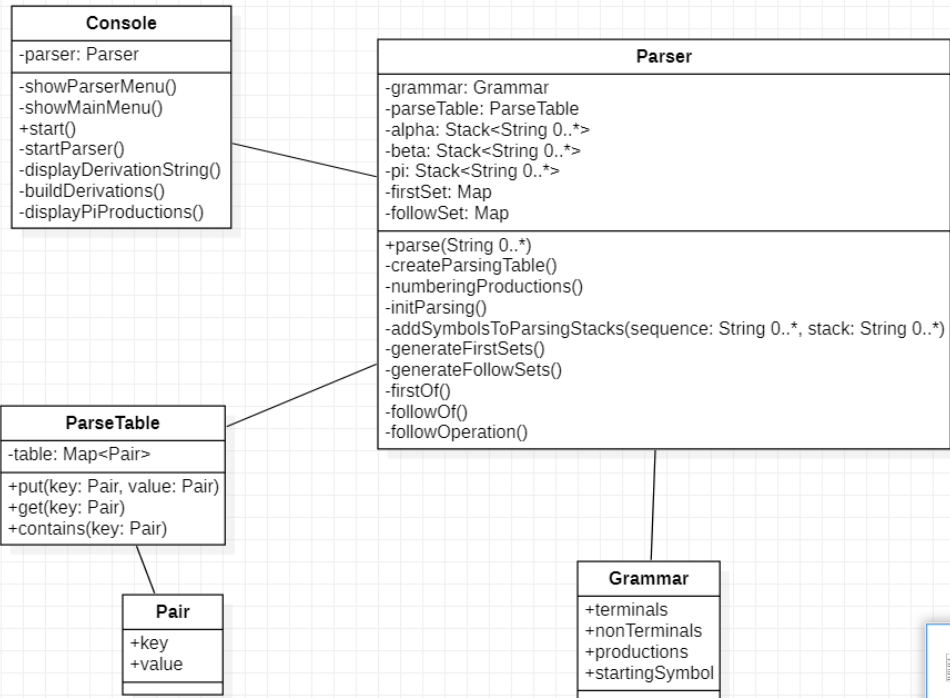 Console
-parser: Parser
-showParserMenu()
-showMainMenu()
+start()
-startParser()
-displayDerivationString()
-buildDerivations()
-displayPiProductions()
Parser
-grammar: Grammar
-parseTable: ParseTable
-alpha: Stack<String 0..*>
-beta: Stack<String 0..*>
-pi: Stack<String 0..*>
-firstSet: Map
-followSet: Map
+parse(String 0..*)
-createParsingTable()
-numberingProductions()
-initParsing()
-addSymbolsToParsingStacks(sequence: String 0..*, stack: String 0..*)
-generateFirstSets()
-generateFollowSets()
-firstOf()
-followOf()
-followOperation()
ParseTable
-table: Map<Pair>
+put(key: Pair, value: Pair)
+get(key: Pair)
+contains(key: Pair)
Pair
+key
+value
Grammar
+terminals
+nonTerminals
+productions
+startingSymbol